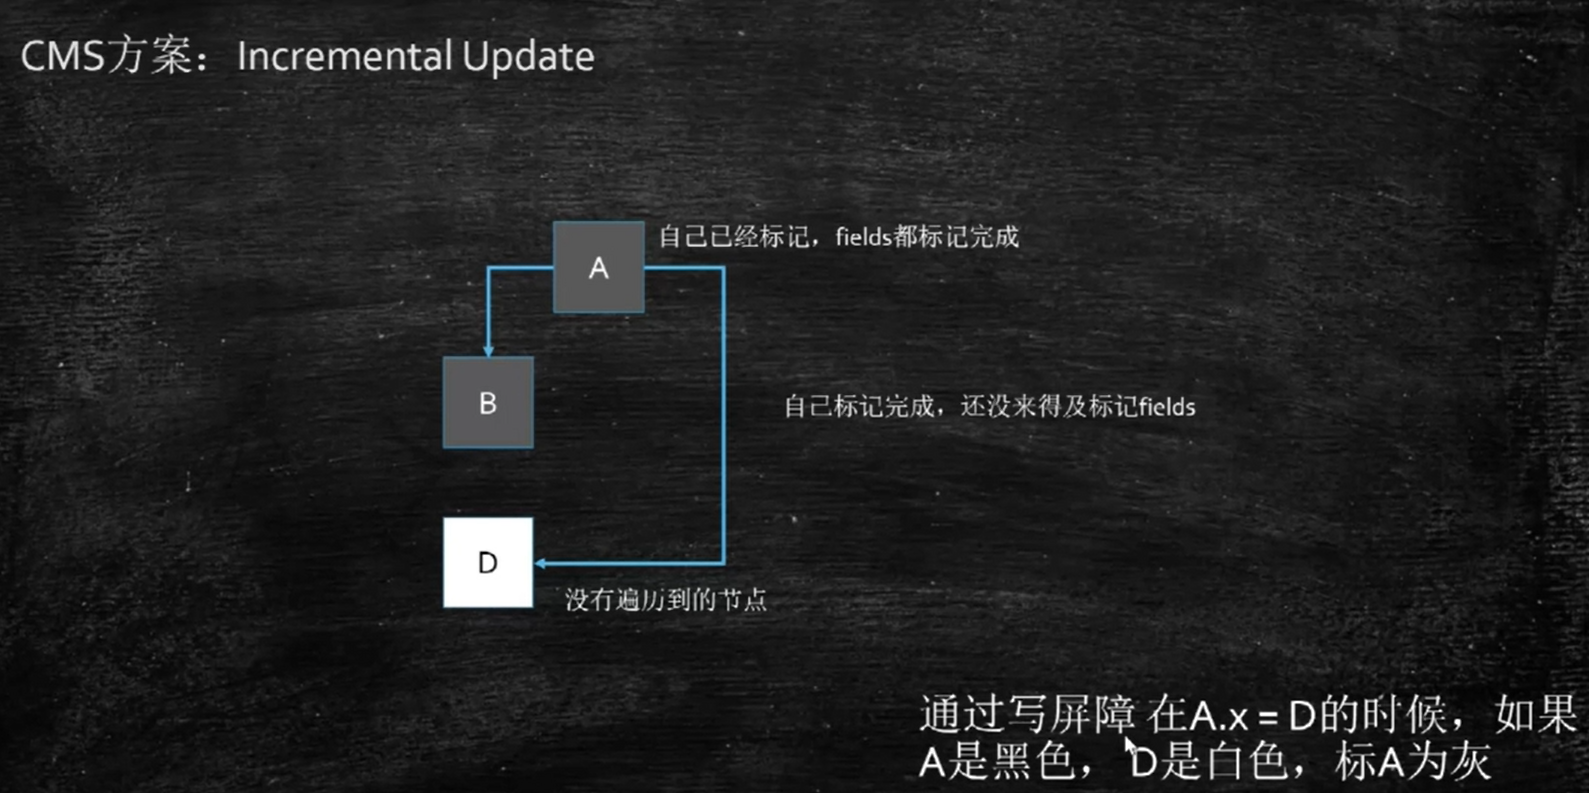 CMS方案：Incremental Update
自己已经标记，fields都标记完成
A
B
自己标记完成，还没来得及标记fields
D
没有遍历到的节点
通过写屏障 在A.x = D的时候，如果
A是黑色，D是白色，标A为灰